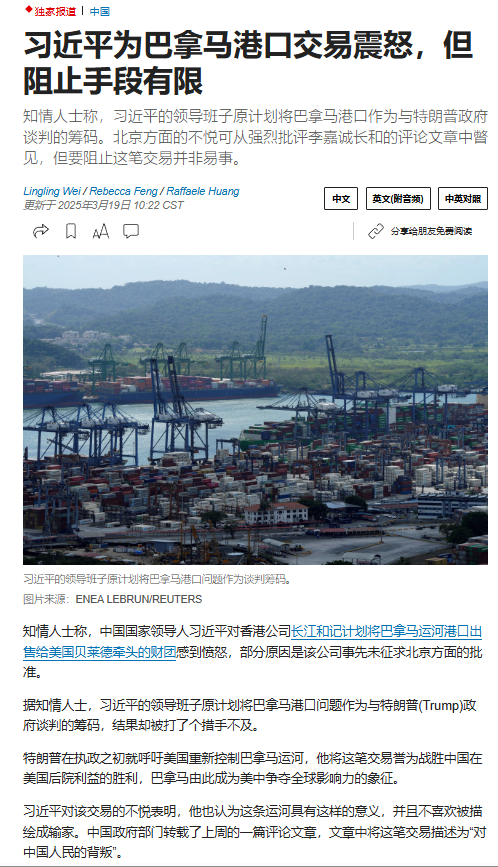 独家报道 | 中国
习近平为巴拿马港口交易震怒，但
阻止手段有限
知情人士称，习近平的领导班子原计划将巴拿马港口作为与特朗普政府
谈判的筹码。北京方面的不悦可从强烈批评李嘉诚长和的评论文章中瞥
见，但要阻止这笔交易并非易事。
Lingling Wei / Rebecca Feng / Raffaele Huang
更新于 2025年3月19日 10:22 CST
中文 英文(附音频) 中英对照
AA 分享给朋友免费阅读
习近平的领导班子原计划将巴拿马港口问题作为谈判筹码。
图片来源：ENEA LEBRUN/REUTERS
知情人士称，中国国家领导人习近平对香港公司长江和记计划将巴拿马运河港口出
售给美国贝莱德牵头的财团感到愤怒，部分原因是该公司事先未征求北京方面的批
准。
据知情人士，习近平的领导班子原计划将巴拿马港口问题作为与特朗普(Trump)政
府谈判的筹码，结果却被打了个措手不及。
特朗普在执政之初就呼吁美国重新控制巴拿马运河，他将这笔交易誉为战胜中国在
美国后院利益的胜利，巴拿马由此成为美中争夺全球影响力的象征。
习近平对该交易的不悦表明，他也认为这条运河具有这样的意义，并且不喜欢被描
绘成输家。中国政府部门转载了上周的一篇评论文章，文章中将这笔交易描述为“对
中国人民的背叛”。